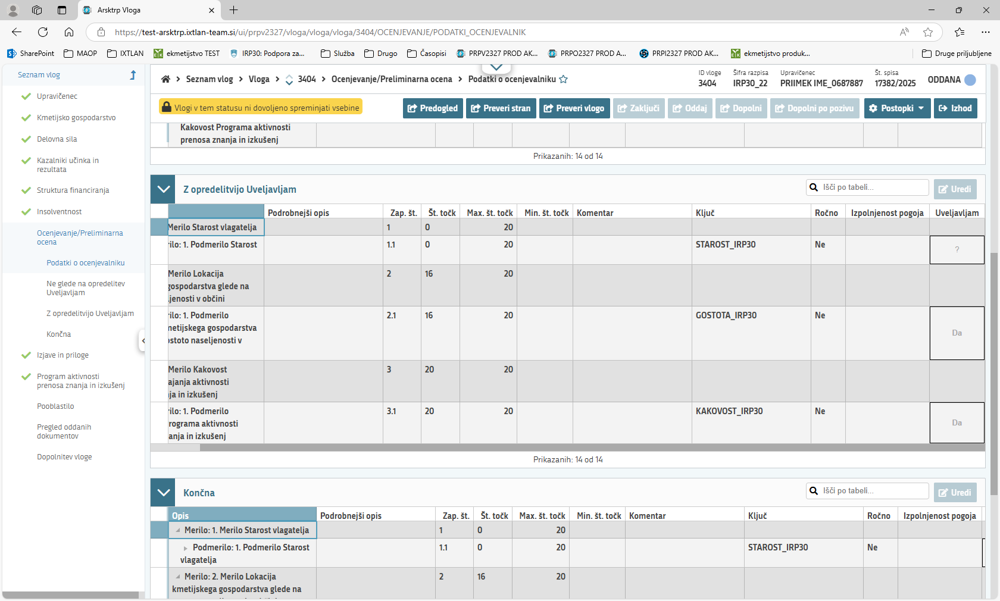 Arsktrp Vloga
https://test-arsktrp.ixtlan-team.si/ui/prpv2327/vloga/vloga/vloga/3404/OCENJEVANJE/PODATKI_OCENJEVALNIK
SharePoint MAOP IXTLAN ekmetijstvo TEST IRP30: Podpora za... Služba Drugo Časopisi PRPV2327 PROD AK... PRPO2327 PROD A... PRPI2327 PROD AK... ekmetijstvo produk... Druge priljubljene
Seznam vlog
Upravičenec
Kmetijsko gospodarstvo
Delovna sila
Kazalniki učinka in
rezultata
Struktura financiranja
Insolventnost
Ocenjevanje/Preliminarna
ocena
Podatki o ocenjevalniku
Ne glede na opredelitev
Uveljavljam
Z opredelitvijo Uveljavljam
Končna
Izjave in priloge
Program aktivnosti
prenosa znanja in izkušenj
Pooblastilo
Pregled oddanih
dokumentov
Dopolnitev vloge
Seznam vlog > Vloga > 3404 > Ocenjevanje/Preliminarna ocena > Podatki o ocenjevalniku
ID vloge Šifra razpisa Upravičenec Št. spisa
3404 IRP30_22 PRIIMEK IME_0687887 17382/2025 ODDANA
Vlogi v tem statusu ni dovoljeno spreminjati vsebine
Predogled Preveri stran Preveri vlogo Zaključi Oddaj Dopolni Dopolni po pozivu Postopki Izhod
Kakovost Programa aktivnosti
prenosa znanja in izkušenj
Prikazanih: 14 od 14
Z opredelitvijo Uveljavljam Išči po tabeli... Uredi
Podrobnejši opis Zap. št. Št. točk Max. št. točk Min. št. točk Komentar Ključ Ročno Izpolnjenost pogoja Uveljavljam
Merilo Starost vlagatelja 1 0 20
rilo: 1. Podmerilo Starost 1.1 0 20 STAROST_IRP30 Ne ?
Merilo Lokacija 2 16 20
gospodarstva glede na
ljenosti v občini
rilo: 1. Podmerilo 2.1 16 20 GOSTOTA_IRP30 Ne Da
metijskega gospodarstva
ostoto naseljenosti v
Merilo Kakovost 3 20 20
ajanja aktivnosti
ja in izkušenj
rilo: 1. Podmerilo 3.1 20 20 KAKOVOST_IRP30 Ne Da
rograma aktivnosti
anja in izkušenj
Prikazanih: 14 od 14
Končna Išči po tabeli... Uredi
Opis Podrobnejši opis Zap. št. Št. točk Max. št. točk Min. št. točk Komentar Ključ Ročno Izpolnjenost pogoja
Merilo: 1. Merilo Starost vlagatelja 1 0 20
Podmerilo: 1. Podmerilo Starost 1.1 0 20 STAROST_IRP30 Ne
vlagatelja
Merilo: 2. Merilo Lokacija 2 16 20
kmetijskega gospodarstva glede na